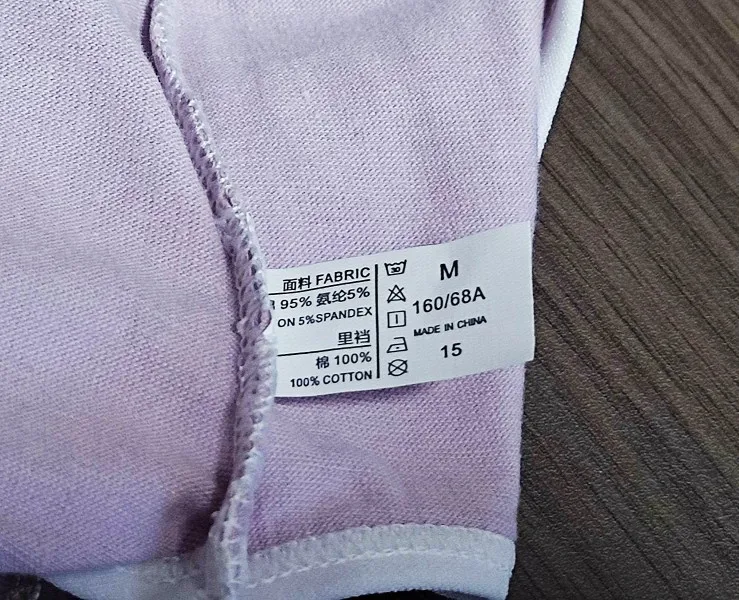 面料 FABRIC
95% 氨纶5%
ON 5%SPANDEX
里裆
棉 100%
100% COTTON
M
160/68A
MADE IN CHINA
15